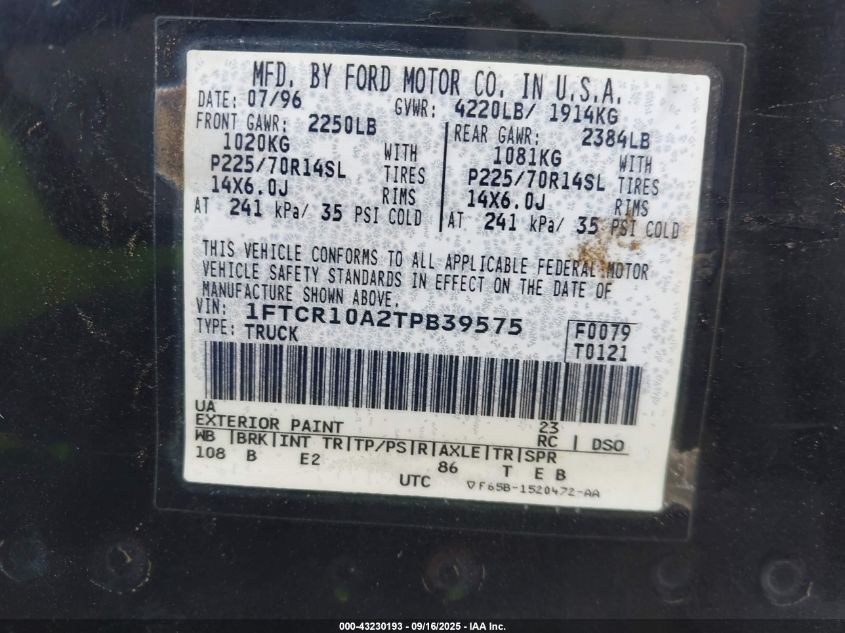 MFD. BY FORD MOTOR CO. IN U.S.A.
DATE: 07/96 GVWR: 4220LB/ 1914KG
FRONT GAWR: 2250LB
1020KG WITH
P225/70R14SL TIRES
14X6.0J RIMS
AT 241 kPa/ 35 PSI COLD
REAR GAWR: 2384LB
1081KG WITH
P225/70R14SL TIRES
14X6.0J RIMS
AT 241 kPa/ 35 PSI COLD
THIS VEHICLE CONFORMS TO ALL APPLICABLE FEDERAL MOTOR
VEHICLE SAFETY STANDARDS IN EFFECT ON THE DATE OF
MANUFACTURE SHOWN ABOVE.
VIN: 1FTCR10A2TPB39575
TYPE: TRUCK
F0079
T0121
UA
EXTERIOR PAINT 23
WB |BRK|INT TR|TP/PS|R|AXLE|TR|SPR RC | DSO
108 B E2 86 T E B
UTC ▽F65B-1520472-AA
000-43230193 - 09/16/2025 - IAA Inc.